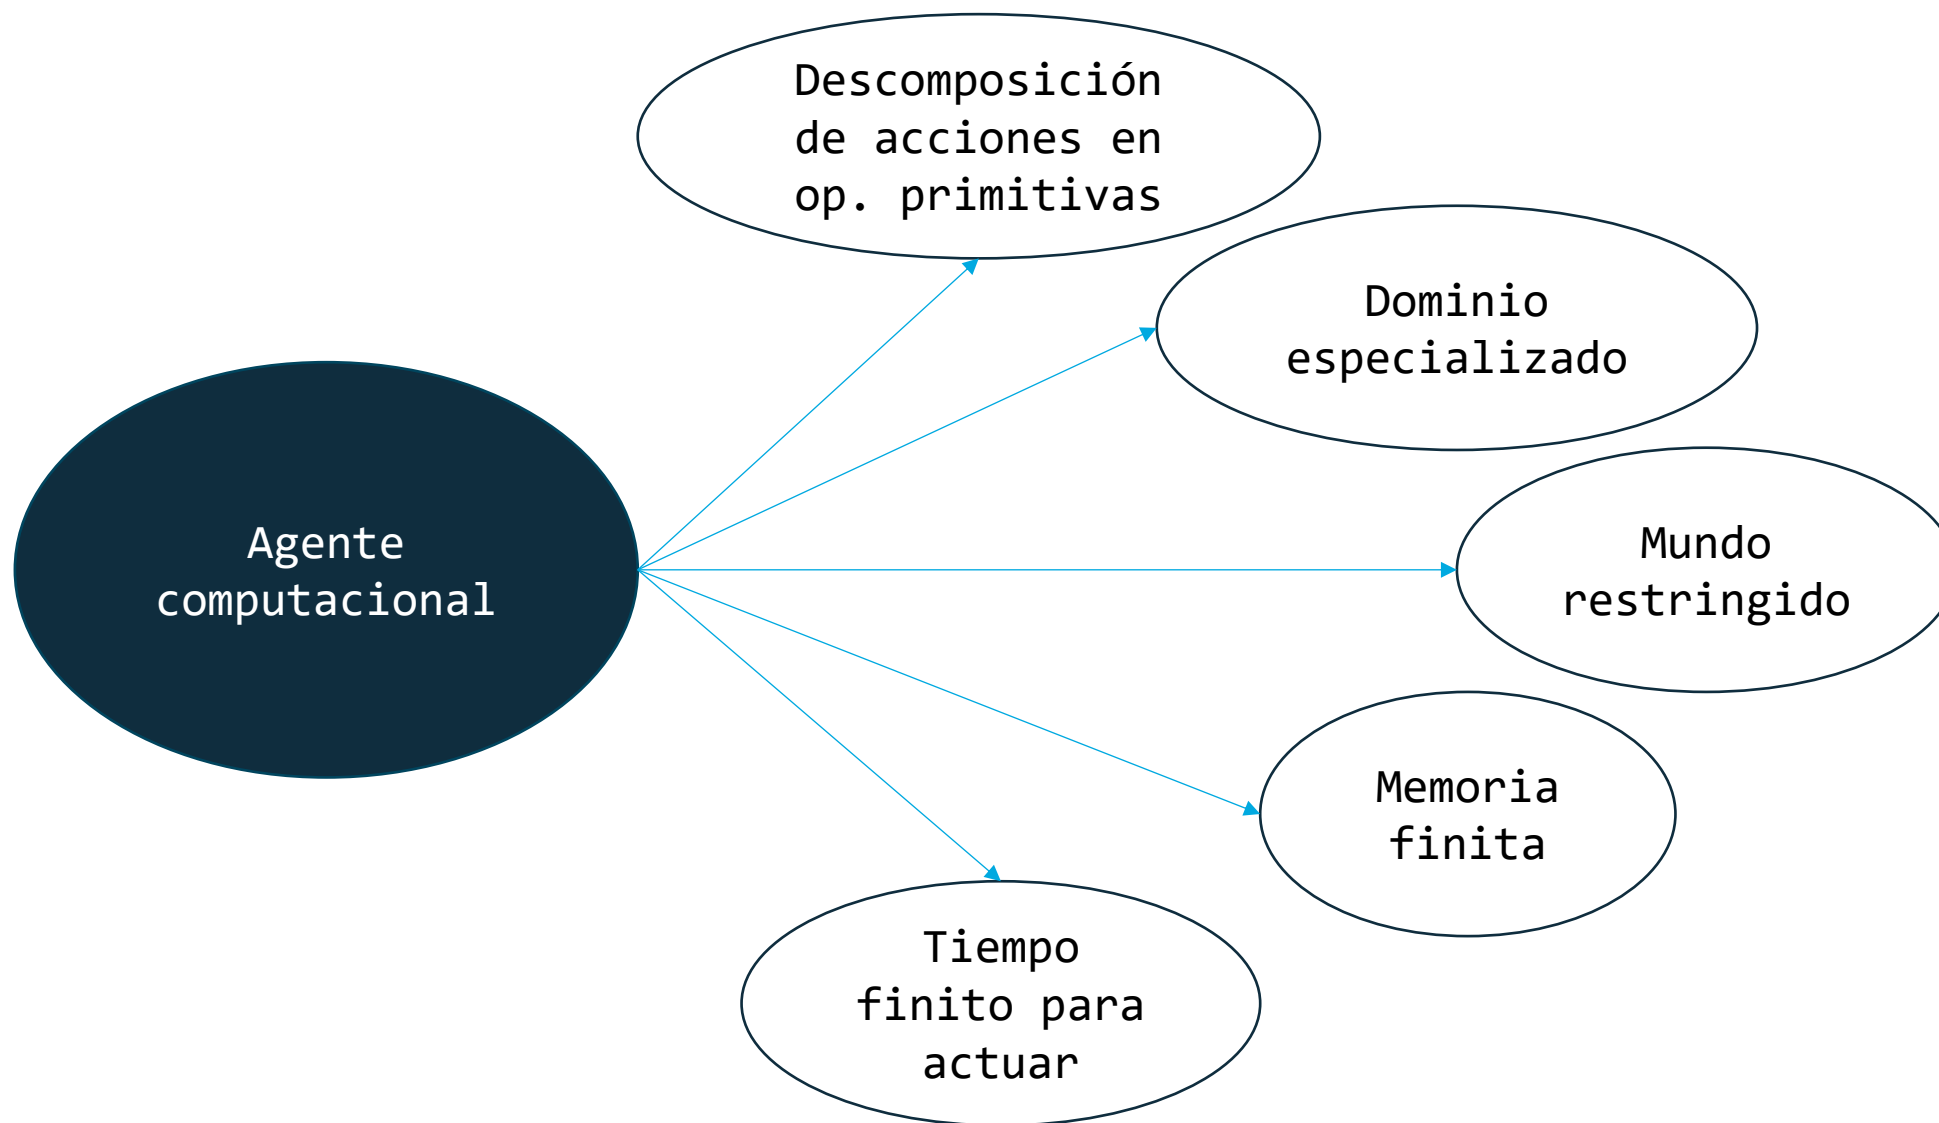 Descomposición
de acciones en
op. primitivas
Dominio
especializado
Agente
computacional
Mundo
restringido
Memoria
finita
Tiempo
finito para
actuar